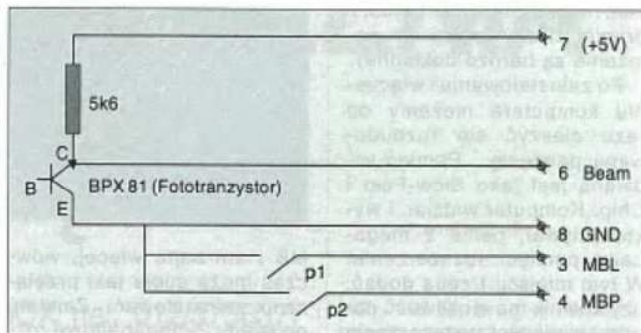 7 (+5V)
5k6
C
B
BPX 81 (Fototranzystor)
6 Beam
E
8 GND
p1
3 MBL
p2
4 MBP